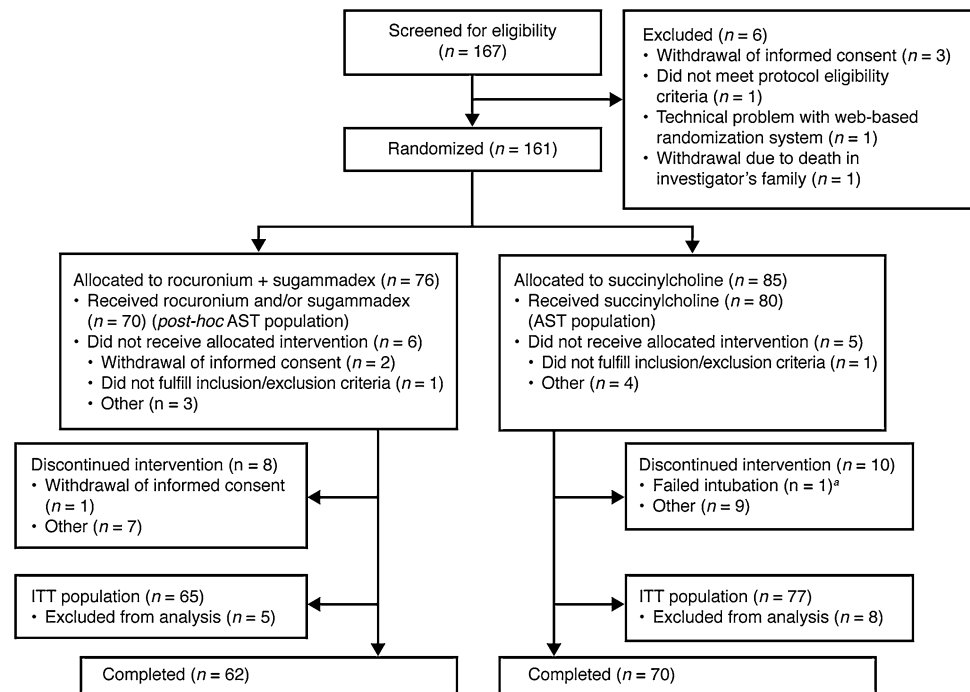 Screened for eligibility
(n = 167)
Excluded (n = 6)
• Withdrawal of informed consent (n = 3)
• Did not meet protocol eligibility
criteria (n = 1)
• Technical problem with web-based
randomization system (n = 1)
• Withdrawal due to death in
investigator's family (n = 1)
Randomized (n = 161)
Allocated to rocuronium + sugammadex (n = 76)
• Received rocuronium and/or sugammadex
(n = 70) (post-hoc AST population)
• Did not receive allocated intervention (n = 6)
• Withdrawal of informed consent (n = 2)
• Did not fulfill inclusion/exclusion criteria (n = 1)
• Other (n = 3)
Allocated to succinylcholine (n = 85)
• Received succinylcholine (n = 80)
(AST population)
• Did not receive allocated intervention (n = 5)
• Did not fulfill inclusion/exclusion criteria (n = 1)
• Other (n = 4)
Discontinued intervention (n = 8)
• Withdrawal of informed consent
(n = 1)
• Other (n = 7)
Discontinued intervention (n = 10)
• Failed intubation (n = 1)a
• Other (n = 9)
ITT population (n = 65)
• Excluded from analysis (n = 5)
ITT population (n = 77)
• Excluded from analysis (n = 8)
Completed (n = 62)
Completed (n = 70)